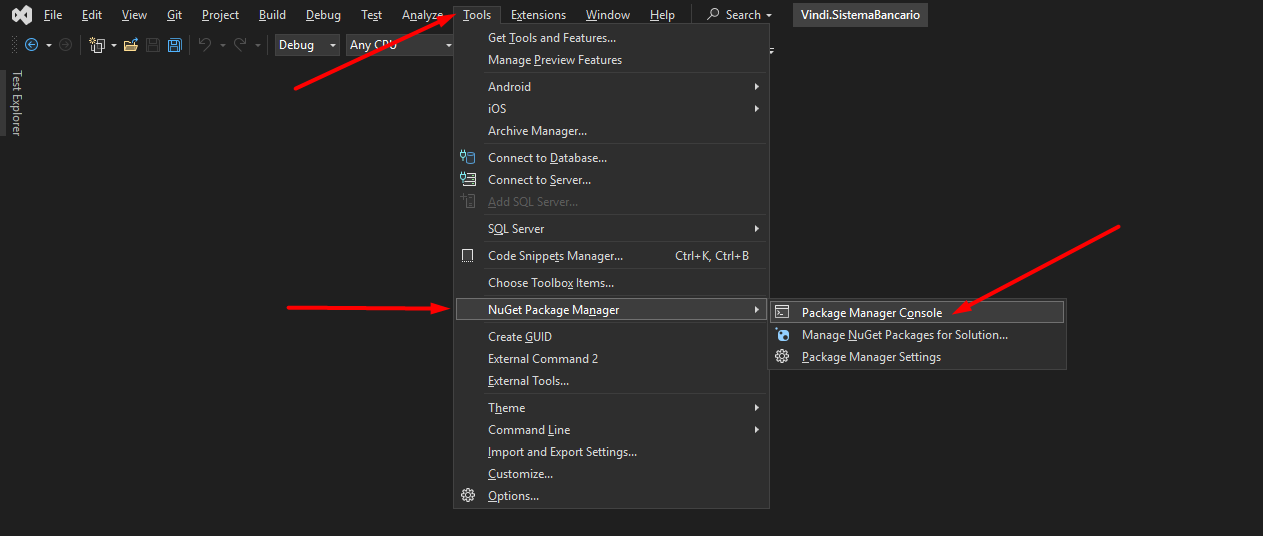 File Edit View Git Project Build Debug Test Analyze Tools Extensions Window Help Search Vindi.SistemaBancario
Debug Any CPU
Test Explorer
Get Tools and Features...
Manage Preview Features
Android
iOS
Archive Manager...
Connect to Database...
Connect to Server...
Add SQL Server...
SQL Server
Code Snippets Manager... Ctrl+K, Ctrl+B
Choose Toolbox Items...
NuGet Package Manager
Package Manager Console
Manage NuGet Packages for Solution...
Package Manager Settings
Create GUID
External Command 2
External Tools...
Theme
Command Line
Import and Export Settings...
Customize...
Options...